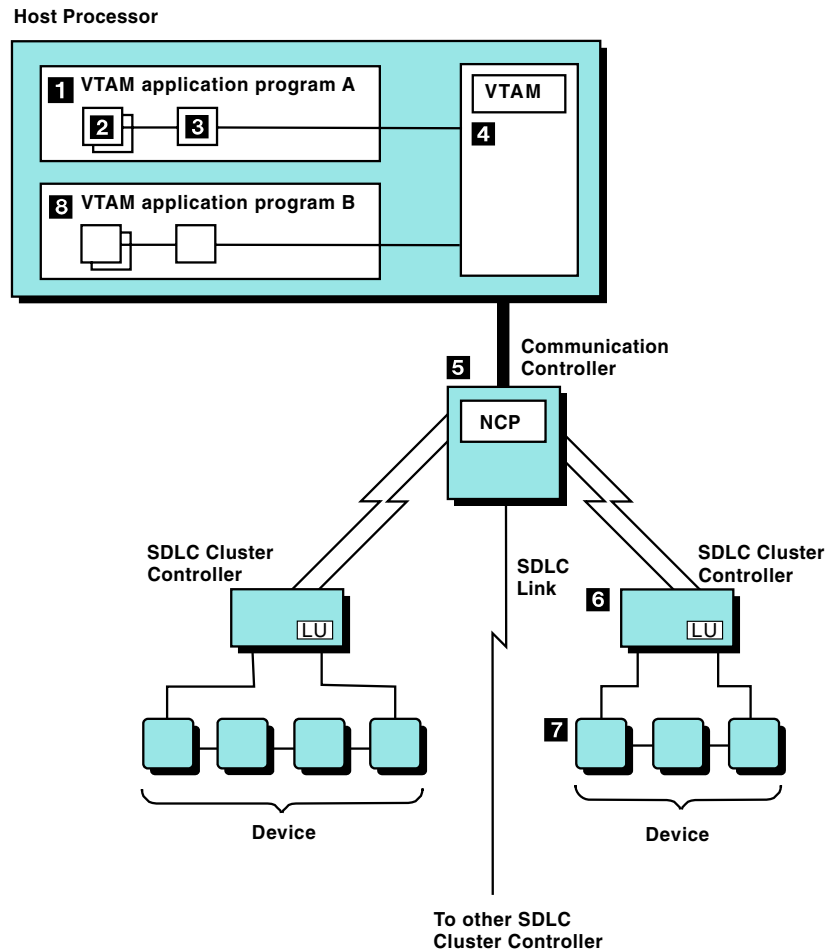 Host Processor
1 VTAM application program A
VTAM
2 3
4
8 VTAM application program B
Communication
Controller
5
NCP
SDLC Cluster
Controller
SDLC
Link
SDLC Cluster
Controller
6
LU
LU
7
Device
Device
To other SDLC
Cluster Controller